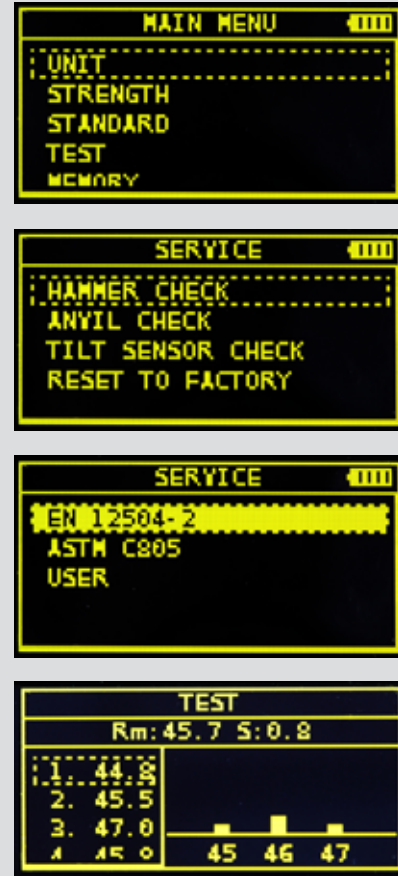 MAIN MENU
UNIT
STRENGTH
STANDARD
TEST
MEMORY
SERVICE
HAMMER CHECK
ANVIL CHECK
TILT SENSOR CHECK
RESET TO FACTORY
SERVICE
EN 12504-2
ASTM C805
USER
TEST
Rm:45.7 S:0.8
1. 44.8
2. 45.5
3. 47.0
45 46 47